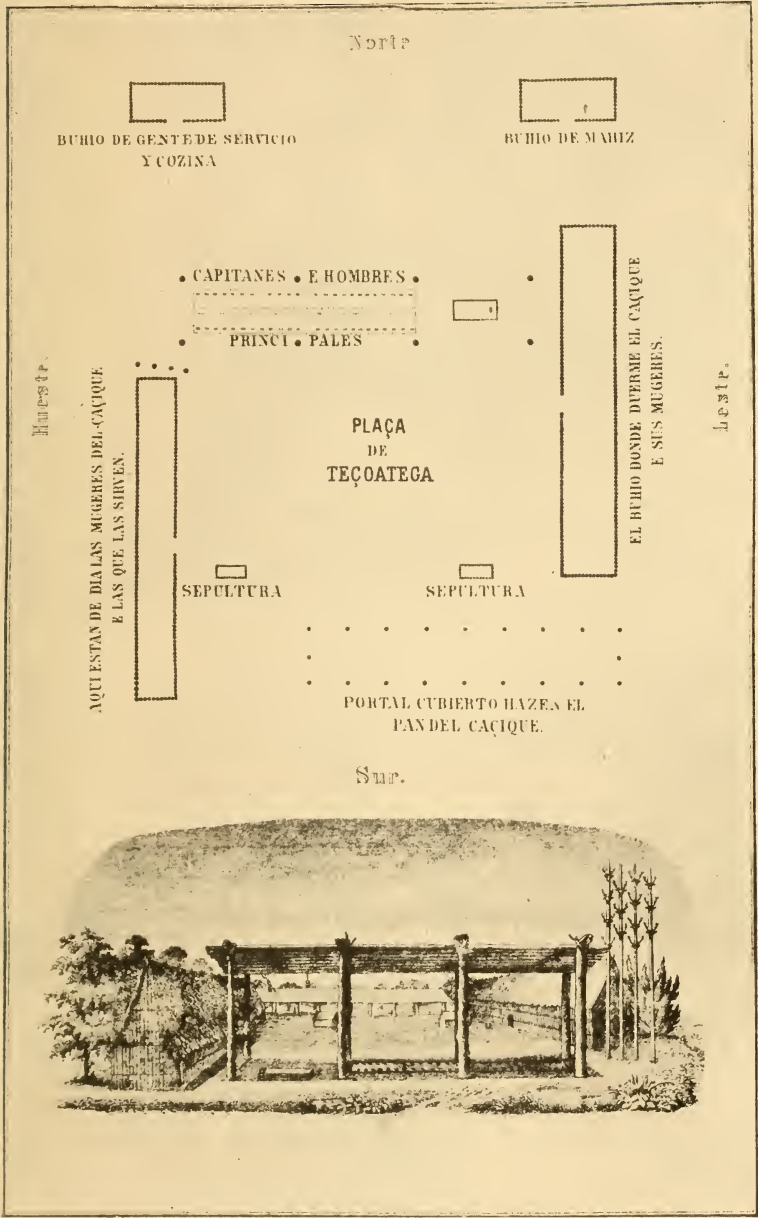 Norte
BUHIO DE GENTE DE SERVICIO
Y COZINA
BUHIO DE MAHIZ
CAPITANES E HOMBRES
PRINCI PALES
Hueste.
AQUI ESTAN DE DIA LAS MUGERES DEL CAÇIQUE
E LAS QUE LAS SIRVEN.
PLAÇA
DE
TEÇOATEGA
EL BUHIO DONDE DUERME EL CAÇIQUE
E SUS MUGERES.
Leste.
SEPULTURA
SEPULTURA
PORTAL CUBIERTO HAZEN EL
PAN DEL CAÇIQUE.
Sur.